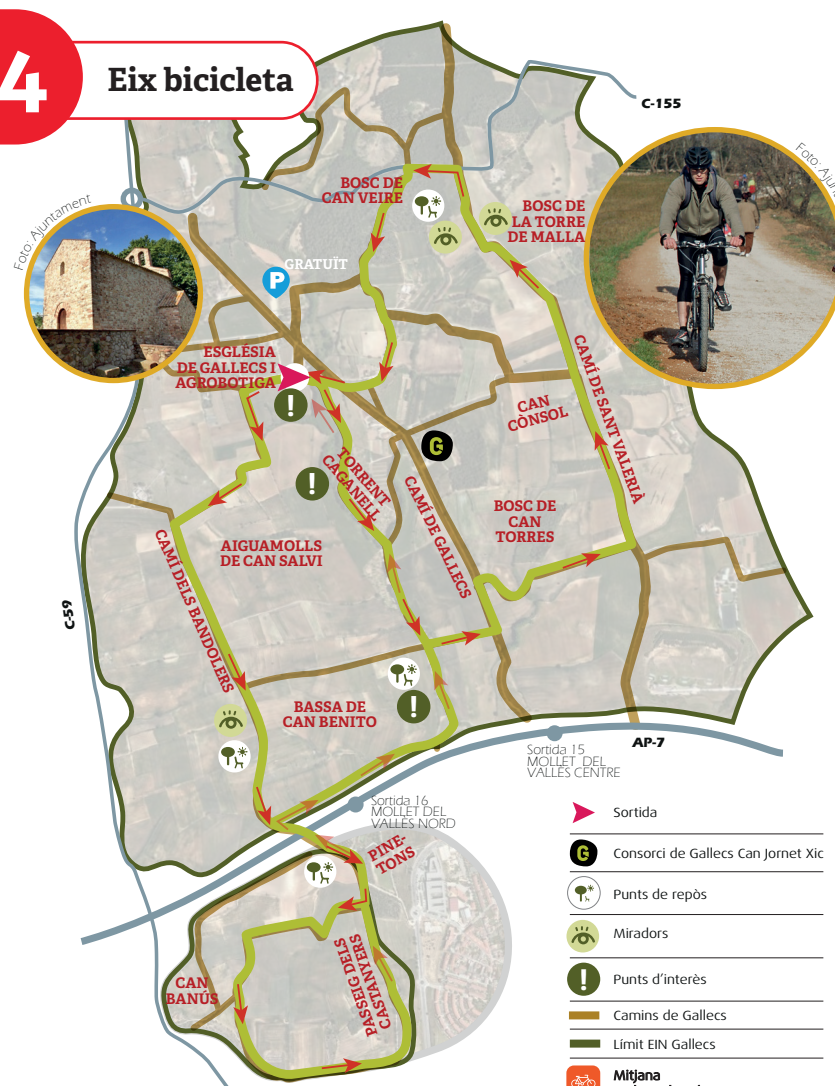 4
Eix bicicleta
C-155
Foto: Ajuntament
BOSC DE
CAN VEIRE
BOSC DE
LA TORRE
DE MALLA
GRATUÏT
P
ESGLÉSIA
DE GALLECS I
AGROBOTIGA
CAN
CÒNSOL
CAMÍ DE SANT VALERIÀ
G
TORRENT
CAGANELL
CAMÍ DE GALLECS
BOSC DE
CAN
TORRES
AIGUAMOLLS
DE CAN SALVI
CAMÍ DELS BANDOLERS
C-59
BASSA DE
CAN BENITO
AP-7
Sortida 15
MOLLET DEL
VALLÈS CENTRE
Sortida 16
MOLLET DEL
VALLÈS NORD
PINE-
TONS
PASSEIG DELS
CASTANYERS
CAN
BANÚS
Sortida
G
Consorci de Gallecs Can Jornet Xic
Punts de repòs
Miradors
Punts d'interès
Camins de Gallecs
Límit EIN Gallecs
Mitjana